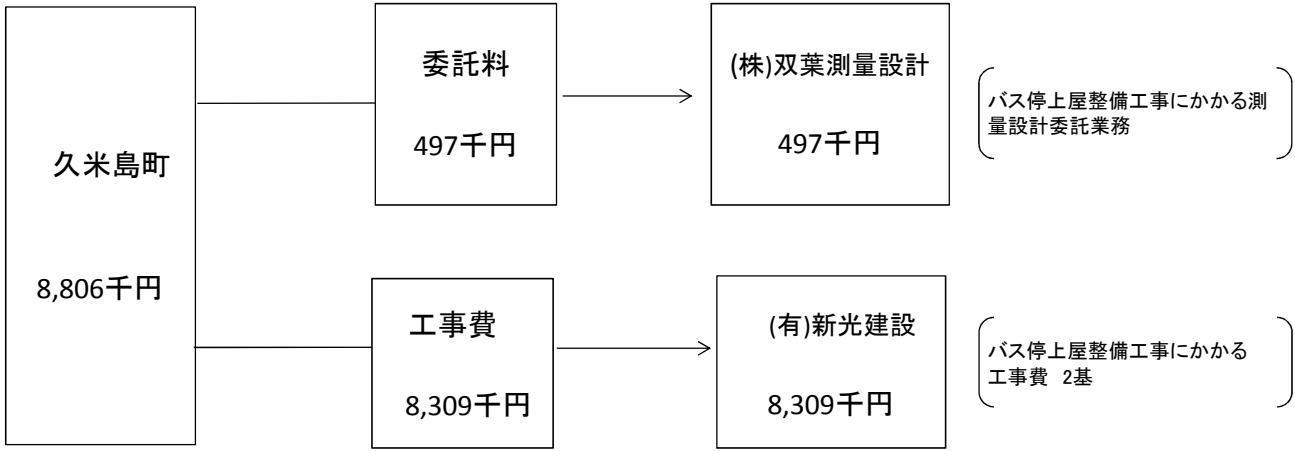 久米島町
8,806千円
委託料
497千円
(株)双葉測量設計
497千円
バス停上屋整備工事にかかる測
量設計委託業務
工事費
8,309千円
(有)新光建設
8,309千円
バス停上屋整備工事にかかる
工事費　2基